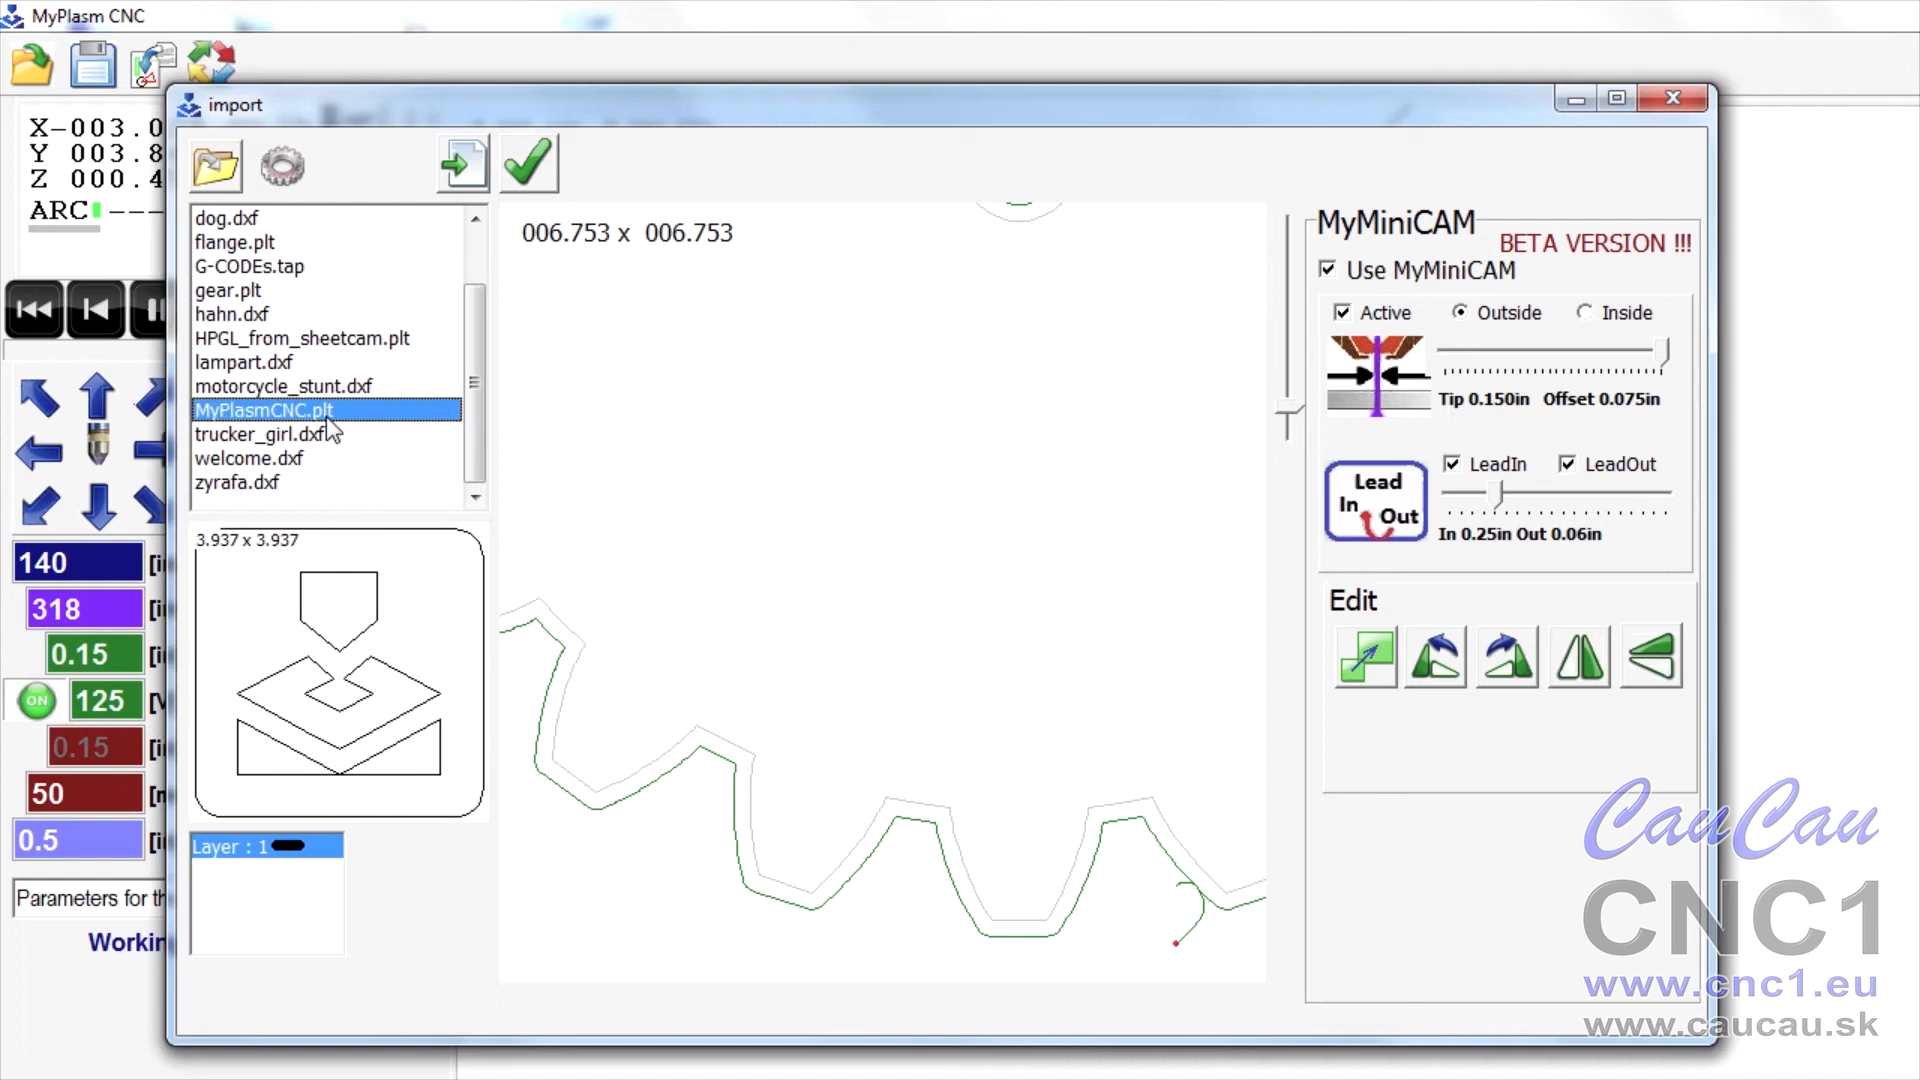 MyPlasm CNC
import
X-003.0
Y 003.8
Z 000.4
ARC ---
dog.dxf
flange.plt
G-CODEs.tap
gear.plt
hahn.dxf
HPGL_from_sheetcam.plt
lampart.dxf
motorcycle_stunt.dxf
MyPlasmCNC.plt
trucker_girl.dxf
welcome.dxf
zyrafa.dxf
006.753 x 006.753
MyMiniCAM
BETA VERSION !!!
Use MyMiniCAM
Active Outside Inside
Tip 0.150in Offset 0.075in
LeadIn LeadOut
Lead
In
Out
In 0.25in Out 0.06in
Edit
3.937 x 3.937
140
318
0.15
ON 125
0.15
50
0.5
Layer : 1
Parameters for th
Workin
CauCau
CNC1
www.cnc1.eu
www.caucau.sk